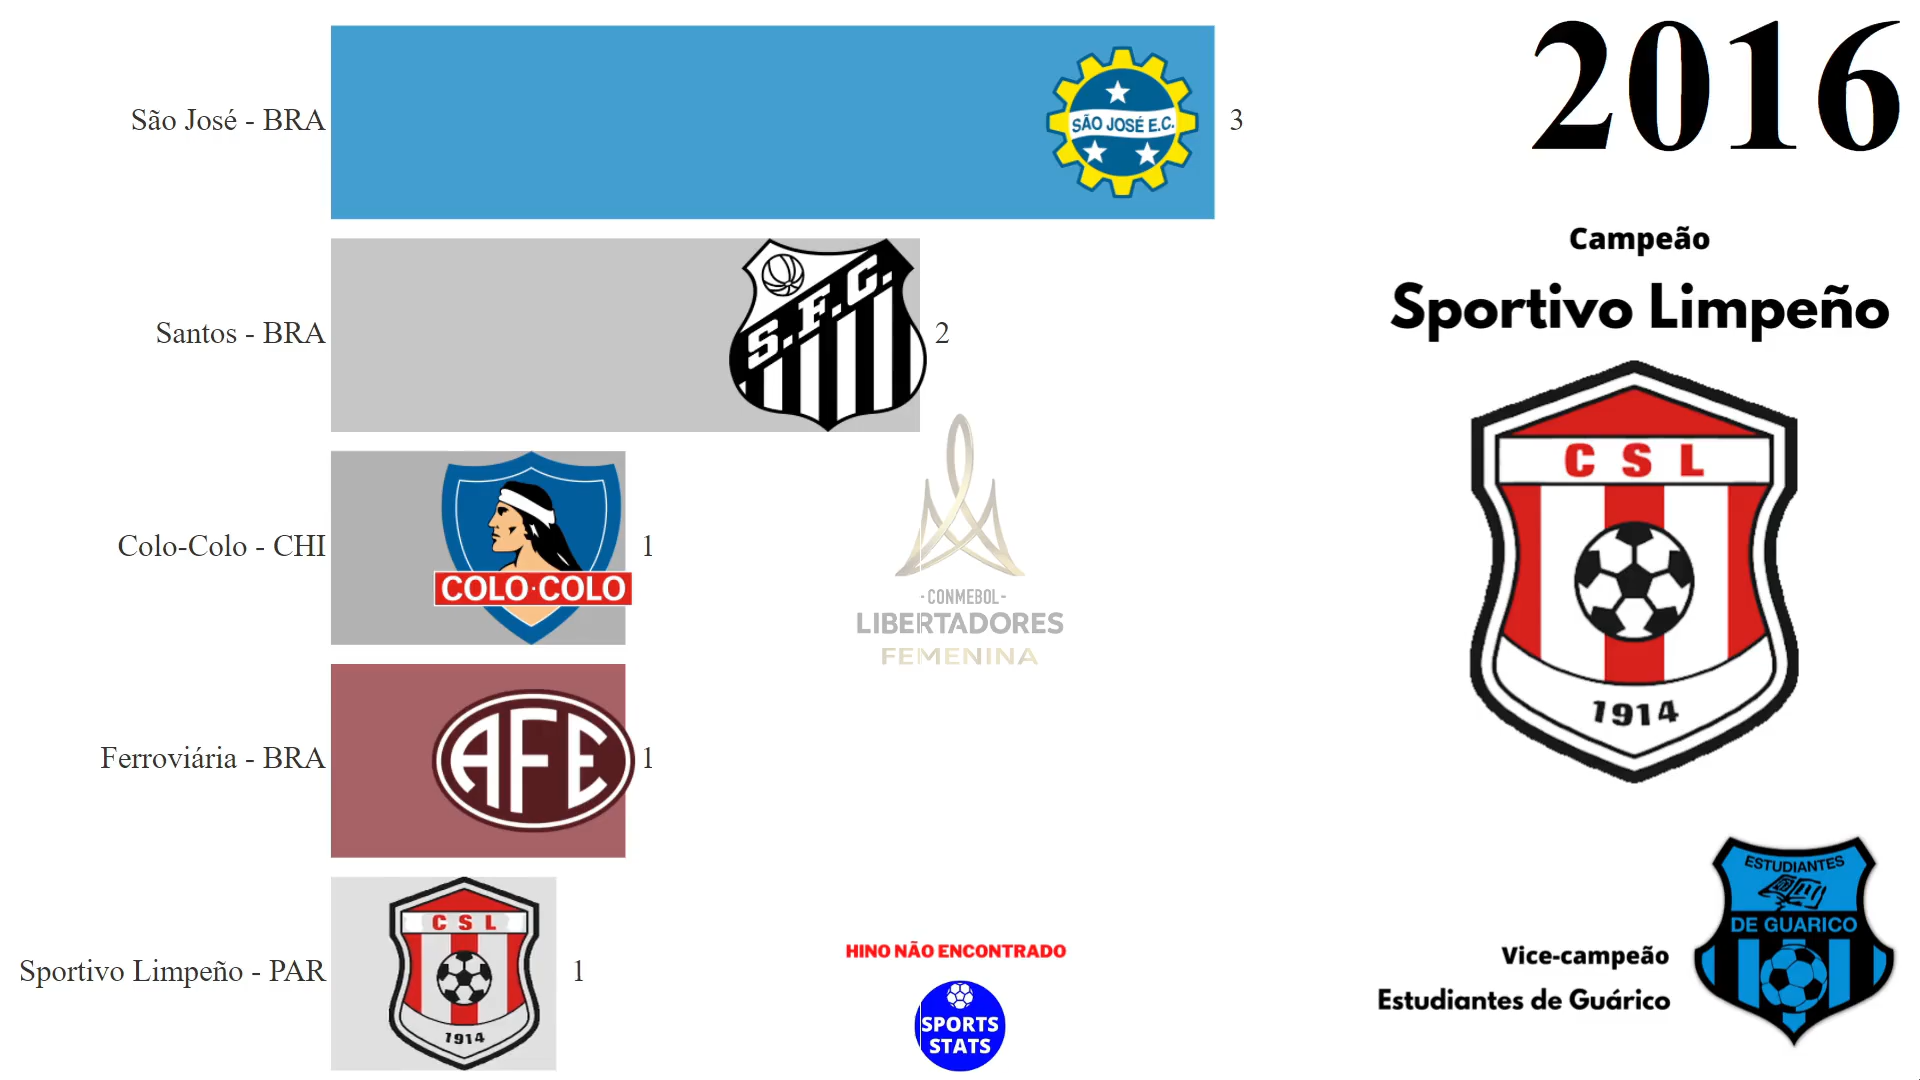 2016
São José - BRA
SÃO JOSÉ E.C.
3
Santos - BRA
S.F.C.
2
Colo-Colo - CHI
COLO·COLO
1
Ferroviária - BRA
AFE
1
Sportivo Limpeño - PAR
C S L
1914
1
-CONMEBOL-
LIBERTADORES
FEMENINA
HINO NÃO ENCONTRADO
SPORTS
STATS
Campeão
Sportivo Limpeño
C S L
1914
Vice-campeão
Estudiantes de Guárico
ESTUDIANTES
DE GUARICO